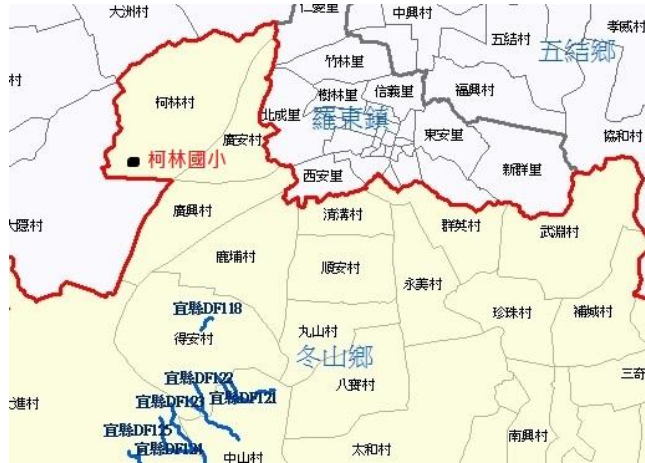 大洲村
仁愛里
中興村
孝威村
五結村
五結鄉
竹林里
柯林村
樹林里
信義里
福興村
北成里
羅東鎮
廣安村
東安里
協和村
柯林國小
西安里
新群里
廣興村
清溝村
群英村
武淵村
大隱村
鹿埔村
順安村
永美村
宜縣DF118
珍珠村
補城村
得安村
丸山村
冬山鄉
宜縣DF122
八寶村
三奇
宜縣DF123
宜縣DF121
進村
宜縣DF125
南興村
宜縣DF124
中山村
太和村